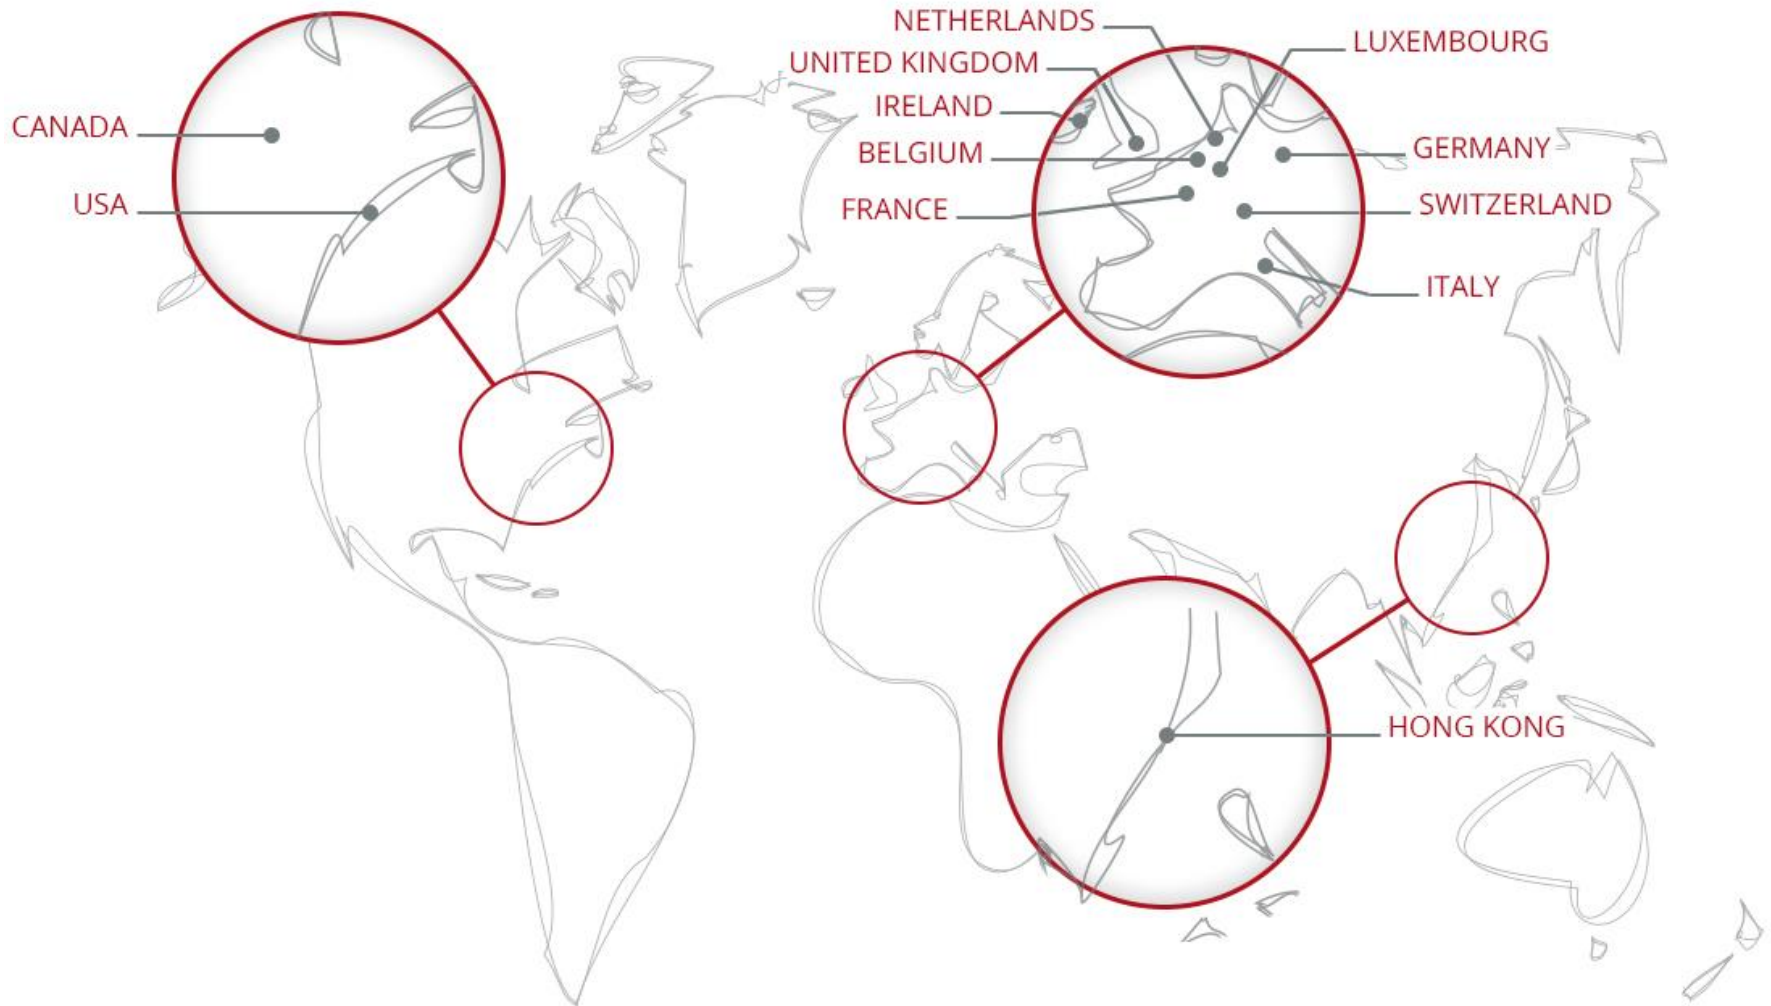 CANADA
USA
NETHERLANDS
UNITED KINGDOM
IRELAND
BELGIUM
FRANCE
LUXEMBOURG
GERMANY
SWITZERLAND
ITALY
HONG KONG